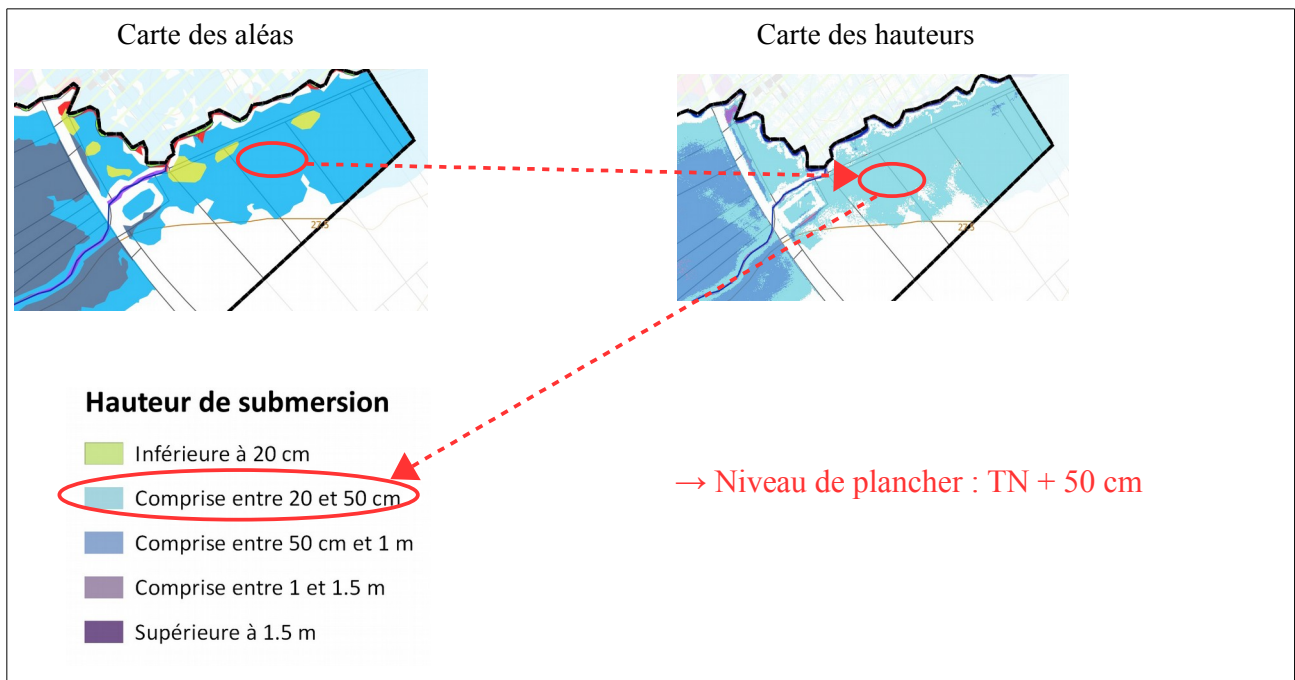 Carte des aléas
Carte des hauteurs
Hauteur de submersion
Inférieure à 20 cm
Comprise entre 20 et 50 cm
Comprise entre 50 cm et 1 m
Comprise entre 1 et 1.5 m
Supérieure à 1.5 m
→ Niveau de plancher : TN + 50 cm